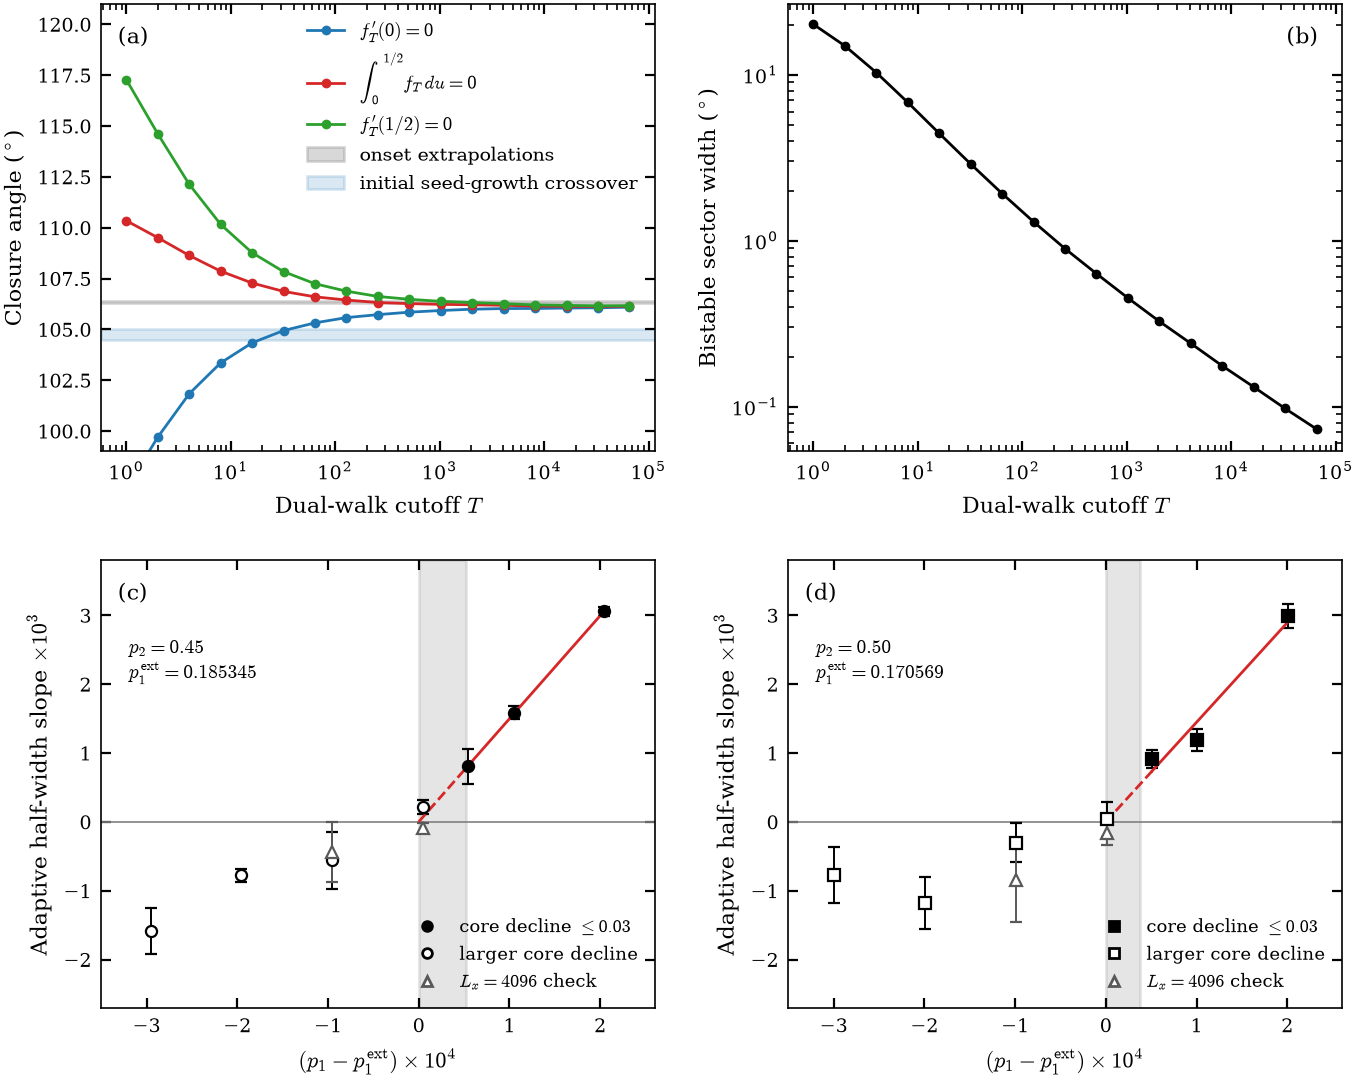 (a)
f′_T(0) = 0
∫_0^{1/2} f_T du = 0
f′_T(1/2) = 0
onset extrapolations
initial seed-growth crossover
Closure angle (°)
120.0
117.5
115.0
112.5
110.0
107.5
105.0
102.5
100.0
10^0 10^1 10^2 10^3 10^4 10^5
Dual-walk cutoff T
(b)
Bistable sector width (°)
10^1
10^0
10^−1
10^0 10^1 10^2 10^3 10^4 10^5
Dual-walk cutoff T
(c)
p_2 = 0.45
p_1^ext = 0.185345
Adaptive half-width slope ×10^3
3
2
1
0
−1
−2
core decline ≤ 0.03
larger core decline
L_x = 4096 check
−3 −2 −1 0 1 2
(p_1 − p_1^ext) × 10^4
(d)
p_2 = 0.50
p_1^ext = 0.170569
Adaptive half-width slope ×10^3
3
2
1
0
−1
−2
core decline ≤ 0.03
larger core decline
L_x = 4096 check
−3 −2 −1 0 1 2
(p_1 − p_1^ext) × 10^4